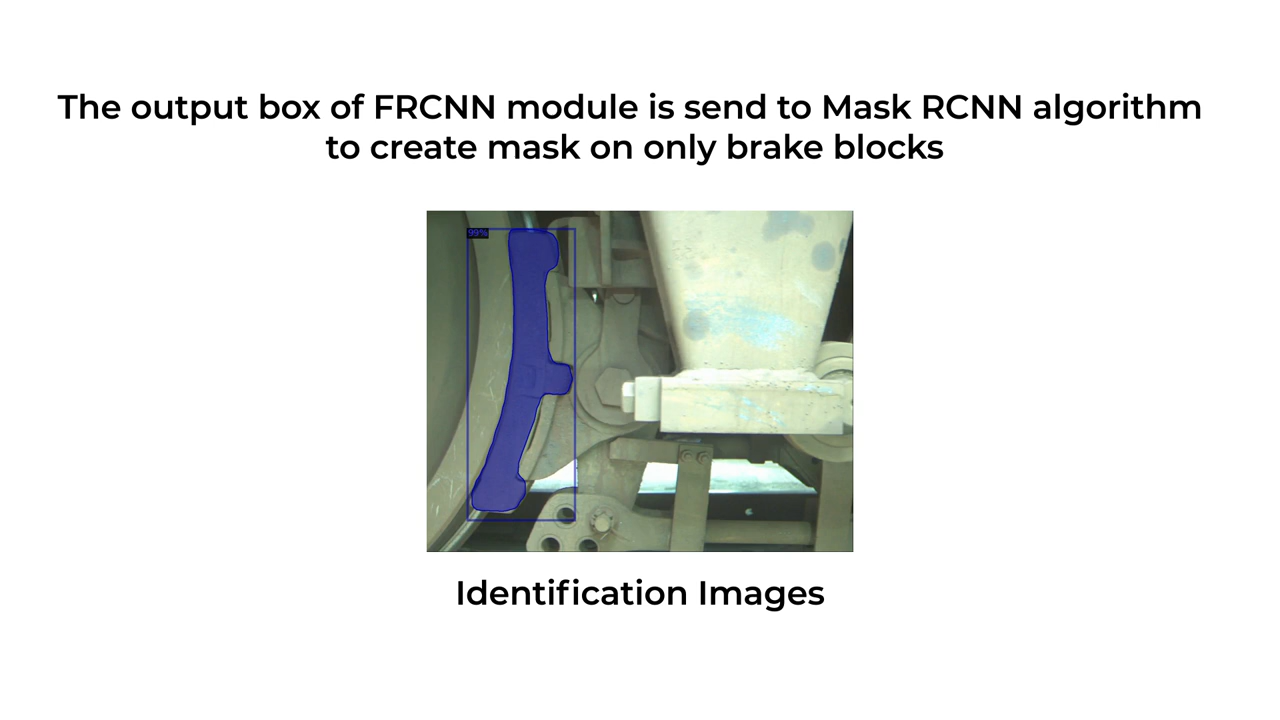 The output box of FRCNN module is send to Mask RCNN algorithm
to create mask on only brake blocks
99%
Identification Images